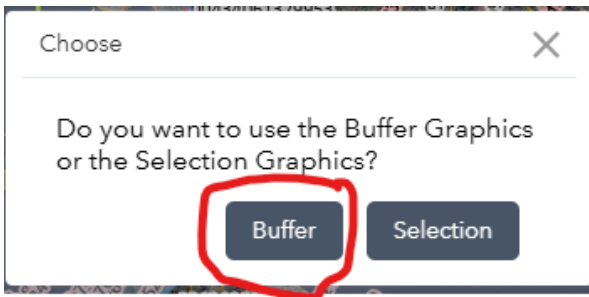 Choose
Do you want to use the Buffer Graphics
or the Selection Graphics?
Buffer Selection